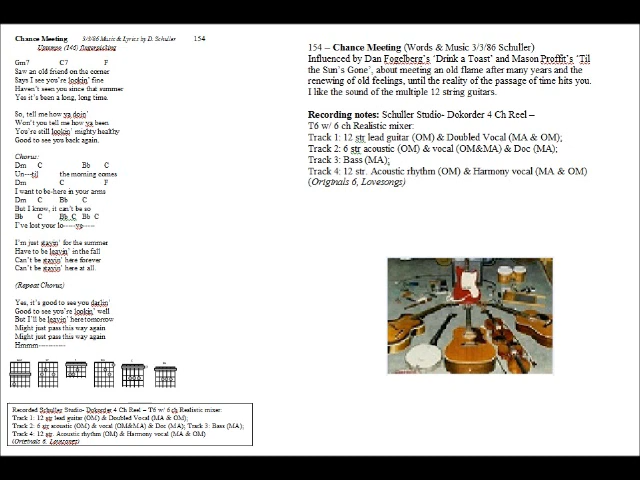 Chance Meeting 3/3/86 Music & Lyrics by D. Schuller 154
Uptempo (146) fingerpicking
Gm7 C7 F
Saw an old friend on the corner
Says I see you're lookin' fine
Haven't seen you since that summer
Yes it's been a long, long time.
So, tell me how ya doin'
Won't you tell me how ya been
You're still lookin' mighty healthy
Good to see you back again.
Chorus:
Dm C Bb C
Un---til the morning comes
Dm C F
I want to be-here in your arms
Dm C Bb C
But I know, it can't be so
Bb C Bb C Bb C
I've lost your lo-----ve-----
I'm just stayin' for the summer
Have to be leavin' in the fall
Can't be stayin' here forever
Can't be stayin' here at all.
(Repeat Chorus)
Yes, it's good to see you darlin'
Good to see you're lookin' well
But I'll be leavin' here tomorrow
Might just pass this way again
Might just pass this way again
Hmmm-----------
Recorded Schuller Studio- Dokorder 4 Ch Reel – T6 w/ 6 ch Realistic mixer:
Track 1: 12 str lead guitar (OM) & Doubled Vocal (MA & OM);
Track 2: 6 str acoustic (OM) & vocal (OM&MA) & Doc (MA); Track 3: Bass (MA);
Track 4: 12 str. Acoustic rhythm (OM) & Harmony vocal (MA & OM)
(Originals 6, Lovesongs)
154 – Chance Meeting (Words & Music 3/3/86 Schuller)
Influenced by Dan Fogelberg's 'Drink a Toast' and Mason Proffit's 'Til
the Sun's Gone', about meeting an old flame after many years and the
renewing of old feelings, until the reality of the passage of time hits you.
I like the sound of the multiple 12 string guitars.
Recording notes: Schuller Studio- Dokorder 4 Ch Reel –
T6 w/ 6 ch Realistic mixer:
Track 1: 12 str lead guitar (OM) & Doubled Vocal (MA & OM);
Track 2: 6 str acoustic (OM) & vocal (OM&MA) & Doc (MA);
Track 3: Bass (MA);
Track 4: 12 str. Acoustic rhythm (OM) & Harmony vocal (MA & OM)
(Originals 6, Lovesongs)